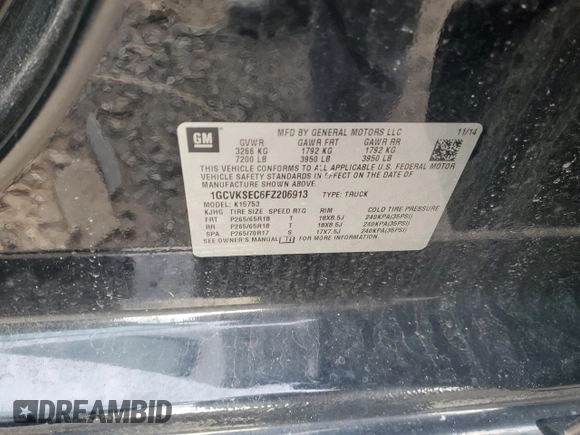 GM
MFD BY GENERAL MOTORS LLC 11/14
GVWR GAWR FRT GAWR RR
3266 KG 1792 KG 1792 KG
7200 LB 3950 LB 3950 LB
THIS VEHICLE CONFORMS TO ALL APPLICABLE U.S. FEDERAL MOTOR
VEHICLE SAFETY STANDARDS IN EFFECT ON THE DATE OF
MANUFACTURE SHOWN ABOVE.
1GCVKSEC6FZ206913 TYPE: TRUCK
MODEL: K15753
KJHG TIRE SIZE SPEED RTG RIM COLD TIRE PRESSURE
FRT P265/65R18 T 18X8.5J 240KPA(35PSI)
RR P265/65R18 T 18X8.5J 240KPA(35PSI)
SPA P265/70R17 S 17X7.5J 240KPA(35PSI)
SEE OWNER'S MANUAL FOR MORE INFORMATION.
DREAMBID